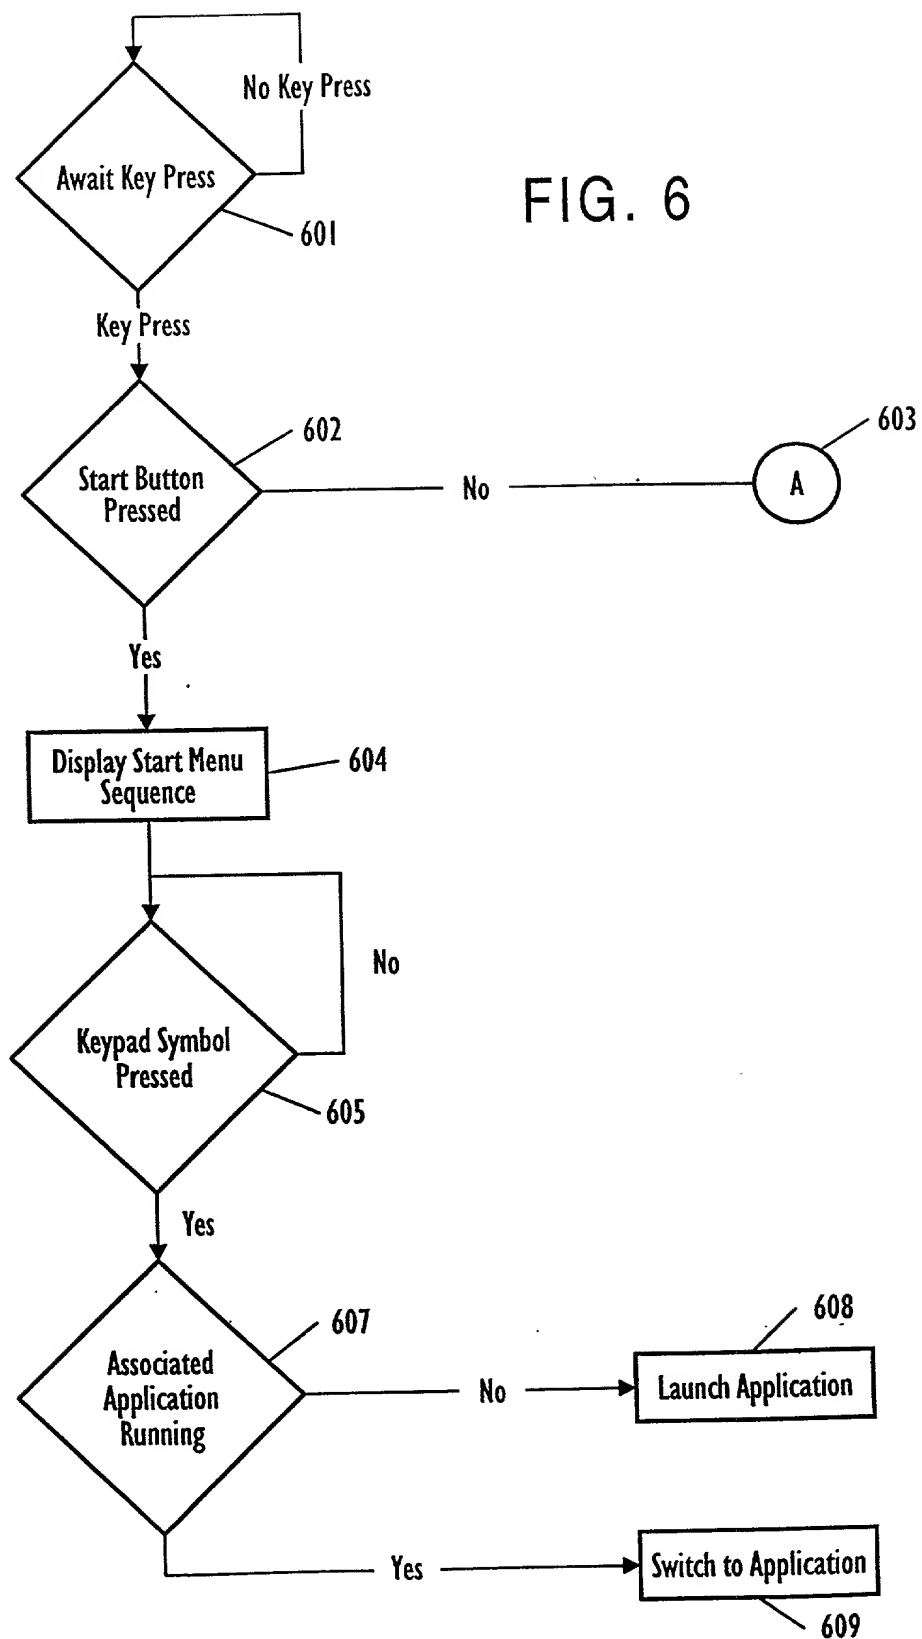 No Key Press
Await Key Press
FIG. 6
601
Key Press
602
603
Start Button
Pressed
No
A
Yes
Display Start Menu
Sequence
604
No
Keypad Symbol
Pressed
605
Yes
607
608
Associated
Application
Running
No
Launch Application
Yes
Switch to Application
609